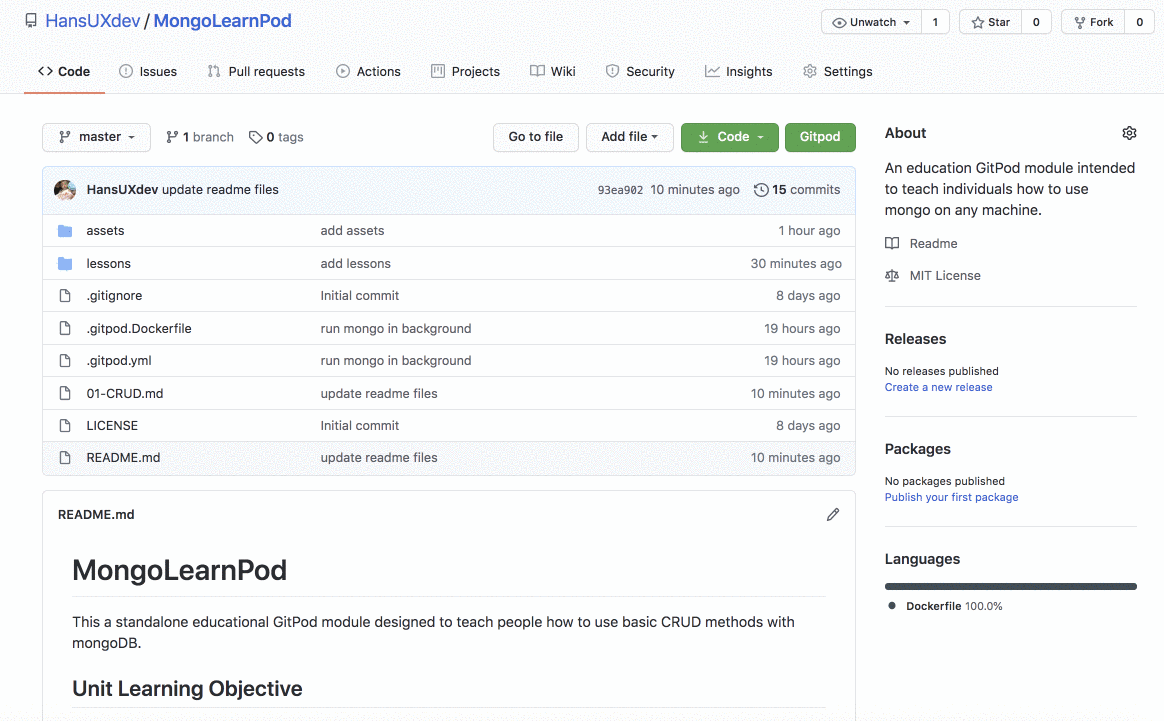 HansUXdev / MongoLearnPod Unwatch 1 Star 0 Fork 0
Code Issues Pull requests Actions Projects Wiki Security Insights Settings
master 1 branch 0 tags Go to file Add file Code Gitpod
HansUXdev update readme files 93ea902 10 minutes ago 15 commits
assets add assets 1 hour ago
lessons add lessons 30 minutes ago
.gitignore Initial commit 8 days ago
.gitpod.Dockerfile run mongo in background 19 hours ago
.gitpod.yml run mongo in background 19 hours ago
01-CRUD.md update readme files 10 minutes ago
LICENSE Initial commit 8 days ago
README.md update readme files 10 minutes ago
README.md
MongoLearnPod
This a standalone educational GitPod module designed to teach people how to use basic CRUD methods with
mongoDB.
Unit Learning Objective
About
An education GitPod module intended
to teach individuals how to use
mongo on any machine.
Readme
MIT License
Releases
No releases published
Create a new release
Packages
No packages published
Publish your first package
Languages
Dockerfile 100.0%